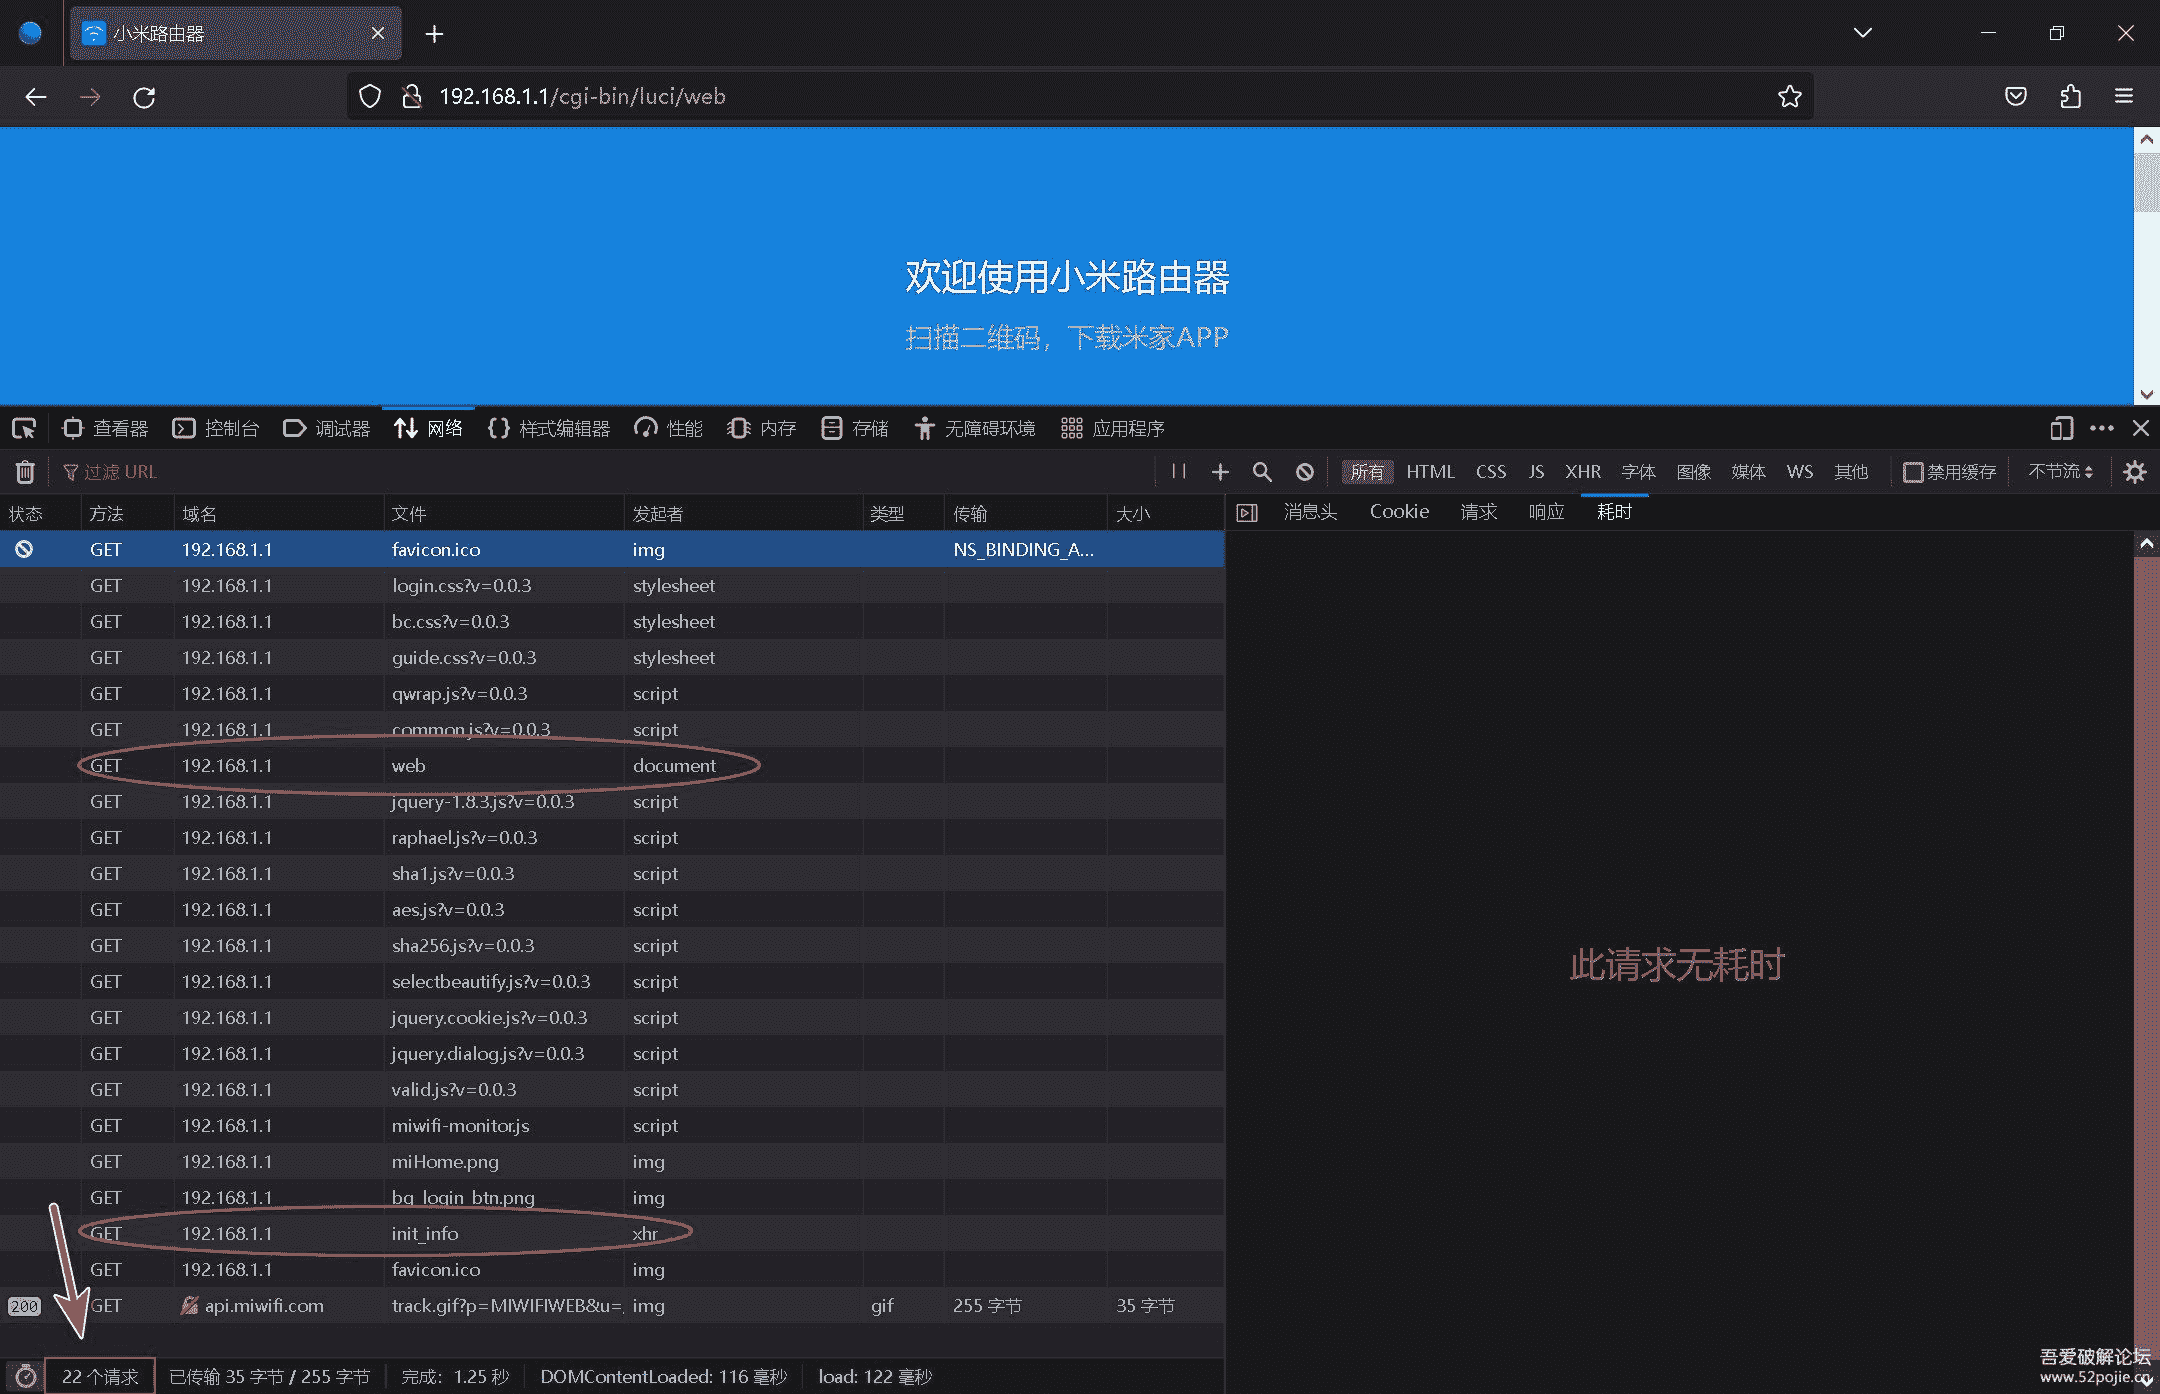 小米路由器
192.168.1.1/cgi-bin/luci/web
欢迎使用小米路由器
扫描二维码，下载米家APP
查看器 控制台 调试器 网络 样式编辑器 性能 内存 存储 无障碍环境 应用程序
过滤 URL 所有 HTML CSS JS XHR 字体 图像 媒体 WS 其他 禁用缓存 不节流
状态 方法 域名 文件 发起者 类型 传输 大小 消息头 Cookie 请求 响应 耗时
GET 192.168.1.1 favicon.ico img NS_BINDING_A...
GET 192.168.1.1 login.css?v=0.0.3 stylesheet
GET 192.168.1.1 bc.css?v=0.0.3 stylesheet
GET 192.168.1.1 guide.css?v=0.0.3 stylesheet
GET 192.168.1.1 qwrap.js?v=0.0.3 script
GET 192.168.1.1 common.js?v=0.0.3 script
GET 192.168.1.1 web document
GET 192.168.1.1 jquery-1.8.3.js?v=0.0.3 script
GET 192.168.1.1 raphael.js?v=0.0.3 script
GET 192.168.1.1 sha1.js?v=0.0.3 script
GET 192.168.1.1 aes.js?v=0.0.3 script
GET 192.168.1.1 sha256.js?v=0.0.3 script
GET 192.168.1.1 selectbeautify.js?v=0.0.3 script
GET 192.168.1.1 jquery.cookie.js?v=0.0.3 script
GET 192.168.1.1 jquery.dialog.js?v=0.0.3 script
GET 192.168.1.1 valid.js?v=0.0.3 script
GET 192.168.1.1 miwifi-monitor.js script
GET 192.168.1.1 miHome.png img
GET 192.168.1.1 bg_login_btn.png img
GET 192.168.1.1 init_info xhr
GET 192.168.1.1 favicon.ico img
200 GET api.miwifi.com track.gif?p=MIWIFIWEB&u=. img gif 255 字节 35 字节
此请求无耗时
22 个请求 已传输 35 字节 / 255 字节 完成：1.25 秒 DOMContentLoaded: 116 毫秒 load: 122 毫秒
吾爱破解论坛
www.52pojie.cn